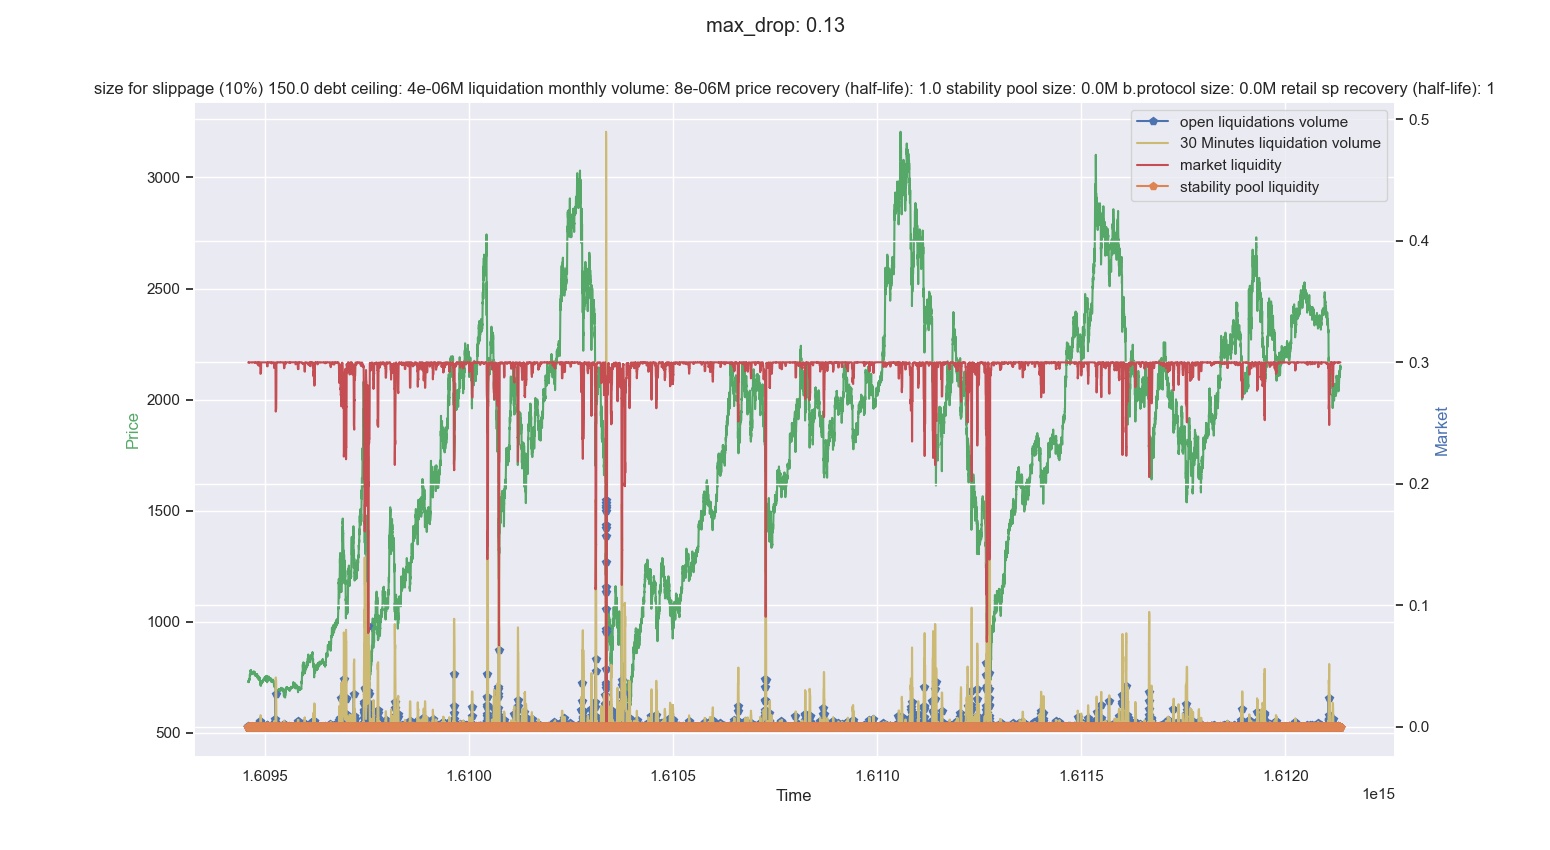 max_drop: 0.13
size for slippage (10%) 150.0 debt ceiling: 4e-06M liquidation monthly volume: 8e-06M price recovery (half-life): 1.0 stability pool size: 0.0M b.protocol size: 0.0M retail sp recovery (half-life): 1
open liquidations volume
30 Minutes liquidation volume
market liquidity
stability pool liquidity
3000
2500
2000
1500
1000
500
Price
0.5
0.4
0.3
0.2
0.1
0.0
Market
1.6095 1.6100 1.6105 1.6110 1.6115 1.6120
1e15
Time